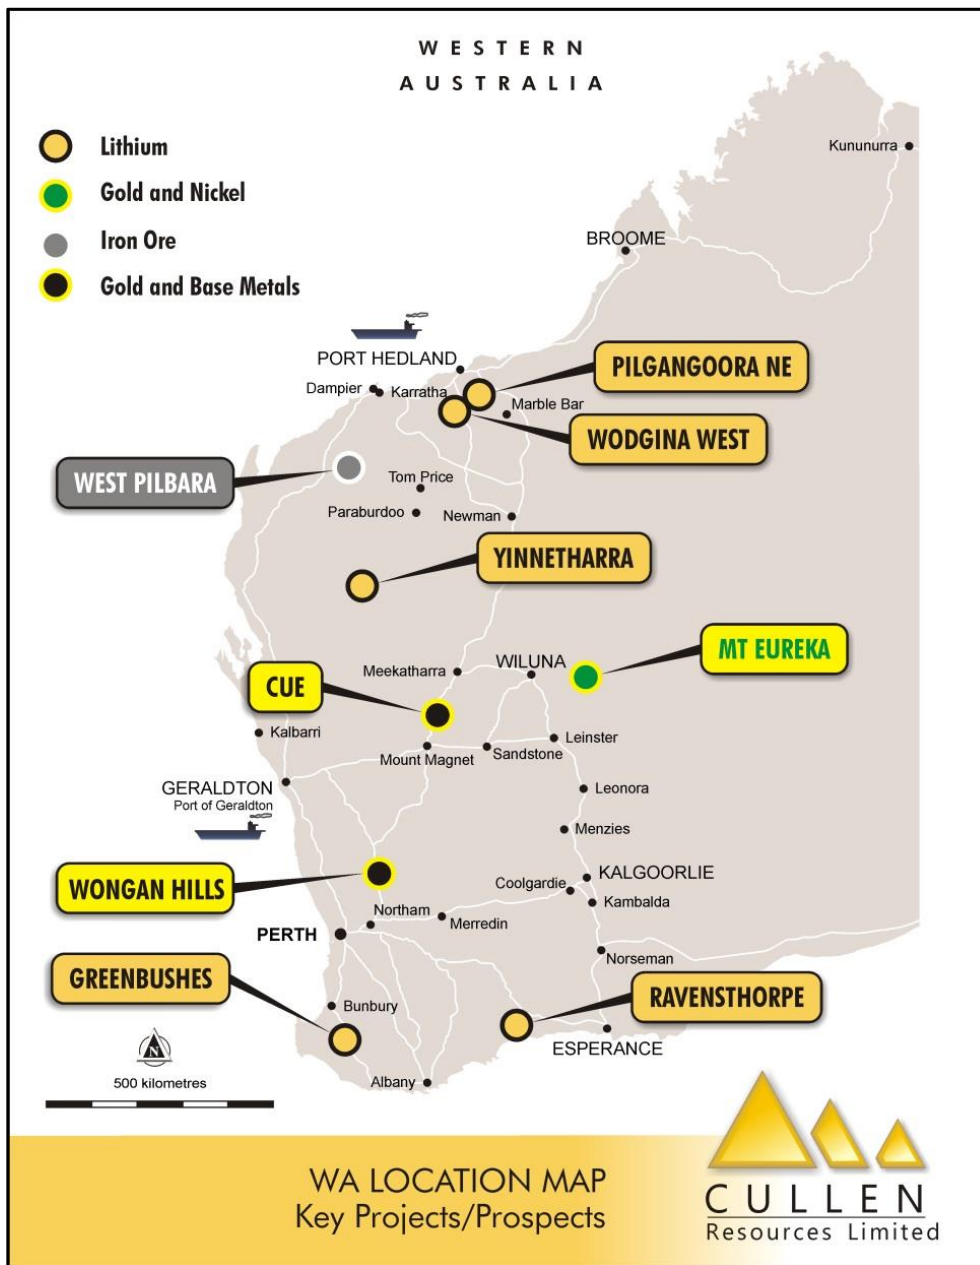 WESTERN
AUSTRALIA
Lithium
Gold and Nickel
Iron Ore
Gold and Base Metals
Kununurra
BROOME
PORT HEDLAND
Dampier
Karratha
PILGANGOORA NE
Marble Bar
WODGINA WEST
WEST PILBARA
Tom Price
Paraburdoo
Newman
YINNETHARRA
MT EUREKA
Meekatharra
WILUNA
CUE
Kalbarri
Mount Magnet
Sandstone
Leinster
GERALDTON
Port of Geraldton
Leonora
Menzies
WONGAN HILLS
KALGOORLIE
Coolgardie
Kambalda
Northam
Merredin
PERTH
Norseman
GREENBUSHES
RAVENSTHORPE
Bunbury
ESPERANCE
N
500 kilometres
Albany
WA LOCATION MAP
Key Projects/Prospects
CULLEN
Resources Limited